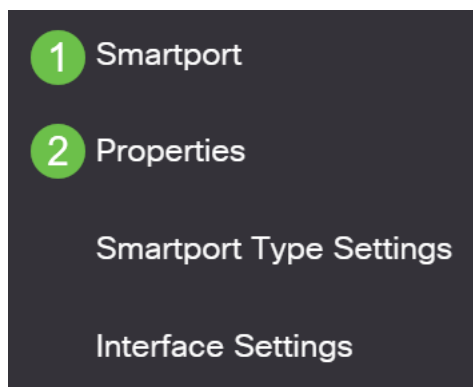 1 Smartport
2 Properties
Smartport Type Settings
Interface Settings